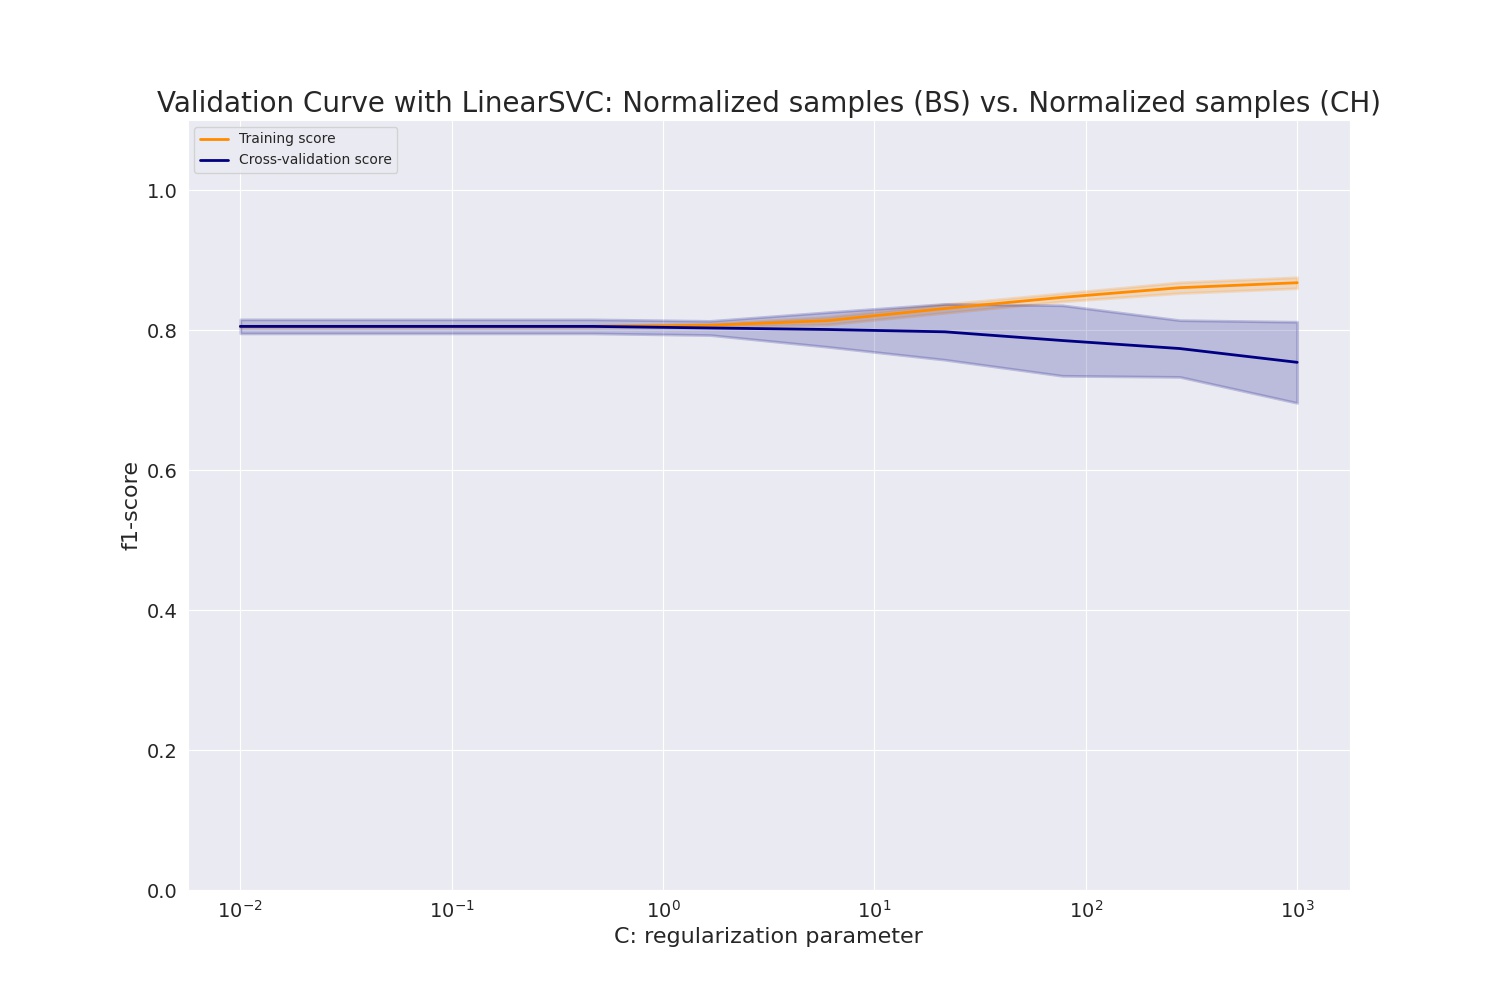 Validation Curve with LinearSVC: Normalized samples (BS) vs. Normalized samples (CH)
Training score
Cross-validation score
1.0
0.8
0.6
0.4
0.2
0.0
f1-score
10⁻² 10⁻¹ 10⁰ 10¹ 10² 10³
C: regularization parameter